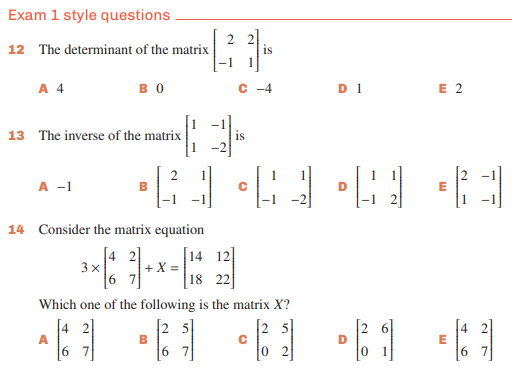 Exam 1 style questions
12 The determinant of the matrix [2 2; −1 1] is
A 4 B 0 C −4 D 1 E 2
13 The inverse of the matrix [1 −1; 1 −2] is
A −1 B [2 1; −1 −1] C [1 1; −1 −2] D [1 1; −1 2] E [2 −1; 1 −1]
14 Consider the matrix equation
3 × [4 2; 6 7] + X = [14 12; 18 22]
Which one of the following is the matrix X?
A [4 2; 6 7] B [2 5; 6 7] C [2 5; 0 2] D [2 6; 0 1] E [4 2; 6 7]